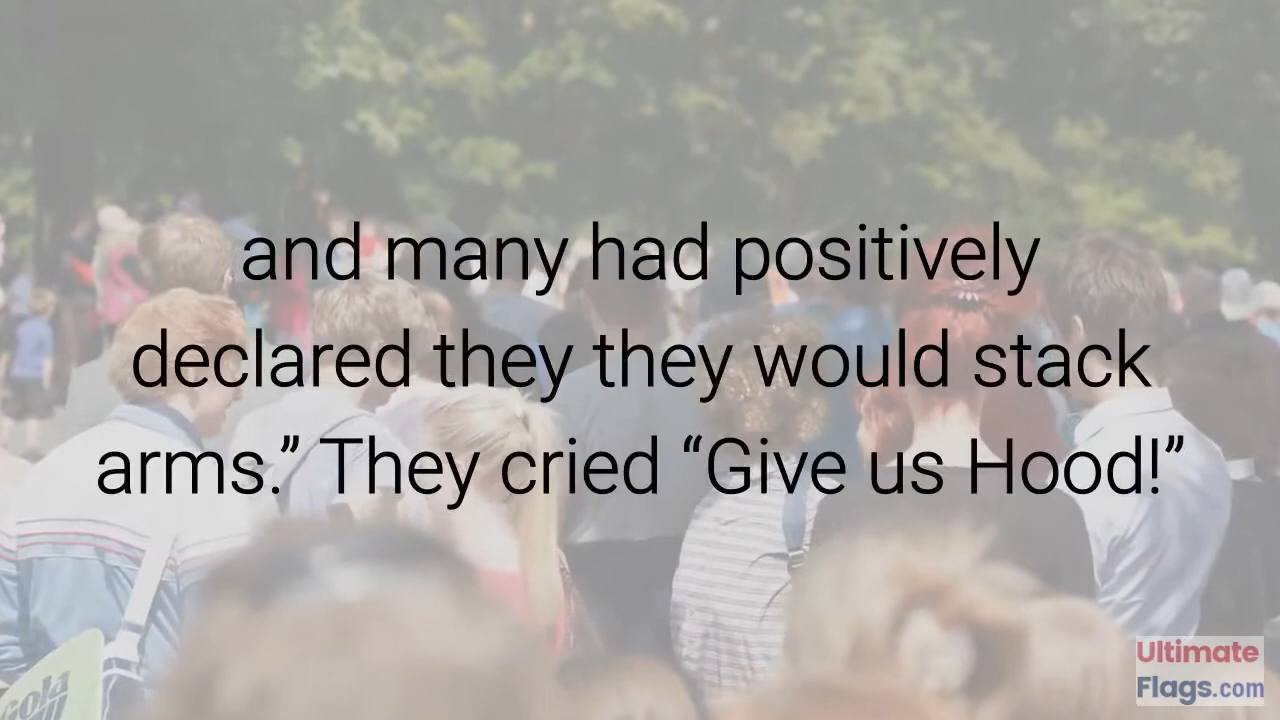 and many had positively
declared they they would stack
arms.” They cried “Give us Hood!”
Ultimate
Flags.com